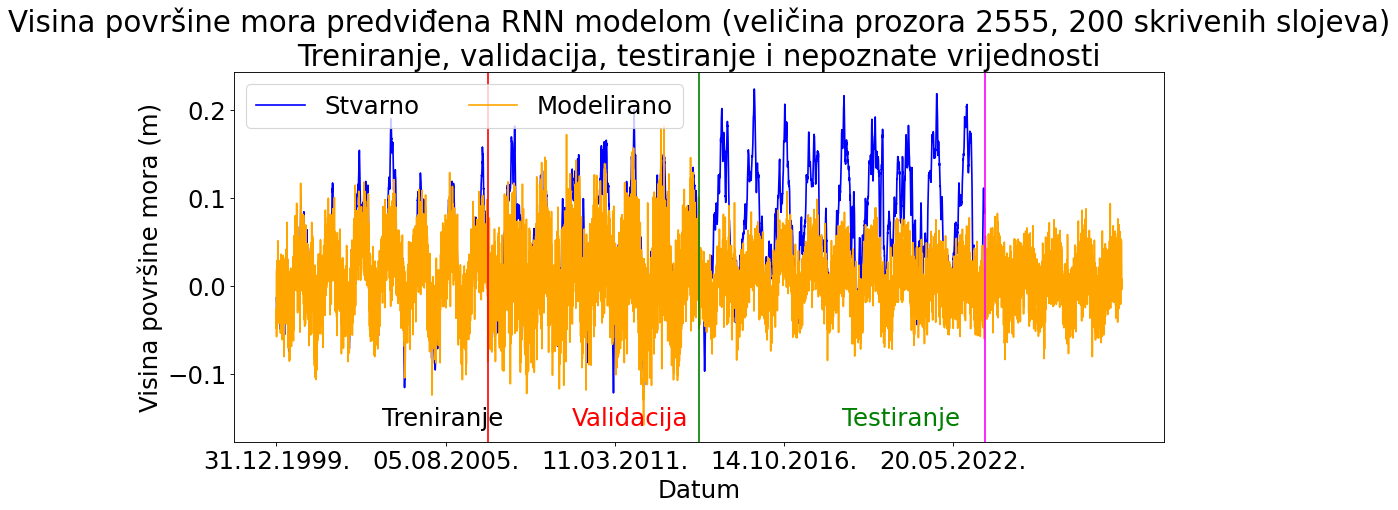 Visina površine mora predviđena RNN modelom (veličina prozora 2555, 200 skrivenih slojeva)
Treniranje, validacija, testiranje i nepoznate vrijednosti
Stvarno Modelirano
Visina površine mora (m)
0.2
0.1
0.0
−0.1
Treniranje Validacija Testiranje
31.12.1999. 05.08.2005. 11.03.2011. 14.10.2016. 20.05.2022.
Datum